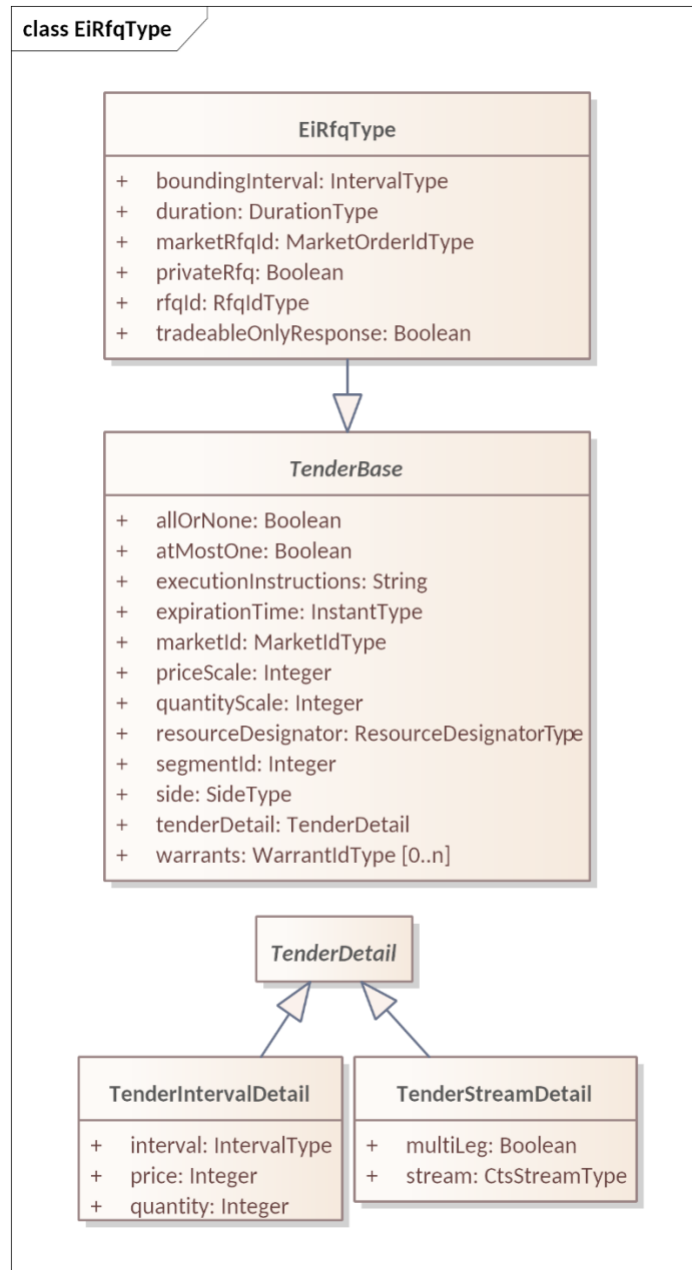 class EiRfqType
EiRfqType
+ boundingInterval: IntervalType
+ duration: DurationType
+ marketRfqId: MarketOrderIdType
+ privateRfq: Boolean
+ rfqId: RfqIdType
+ tradeableOnlyResponse: Boolean
TenderBase
+ allOrNone: Boolean
+ atMostOne: Boolean
+ executionInstructions: String
+ expirationTime: InstantType
+ marketId: MarketIdType
+ priceScale: Integer
+ quantityScale: Integer
+ resourceDesignator: ResourceDesignatorType
+ segmentId: Integer
+ side: SideType
+ tenderDetail: TenderDetail
+ warrants: WarrantIdType [0..n]
TenderDetail
TenderIntervalDetail
+ interval: IntervalType
+ price: Integer
+ quantity: Integer
TenderStreamDetail
+ multiLeg: Boolean
+ stream: CtsStreamType